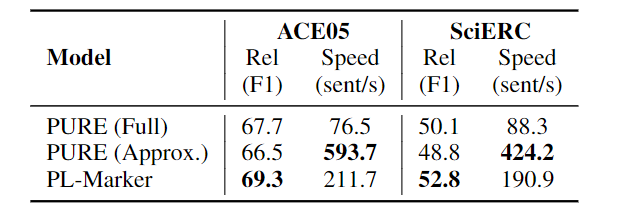 ACE05 SciERC
Model Rel Speed Rel Speed
(F1) (sent/s) (F1) (sent/s)
PURE (Full) 67.7 76.5 50.1 88.3
PURE (Approx.) 66.5 593.7 48.8 424.2
PL-Marker 69.3 211.7 52.8 190.9